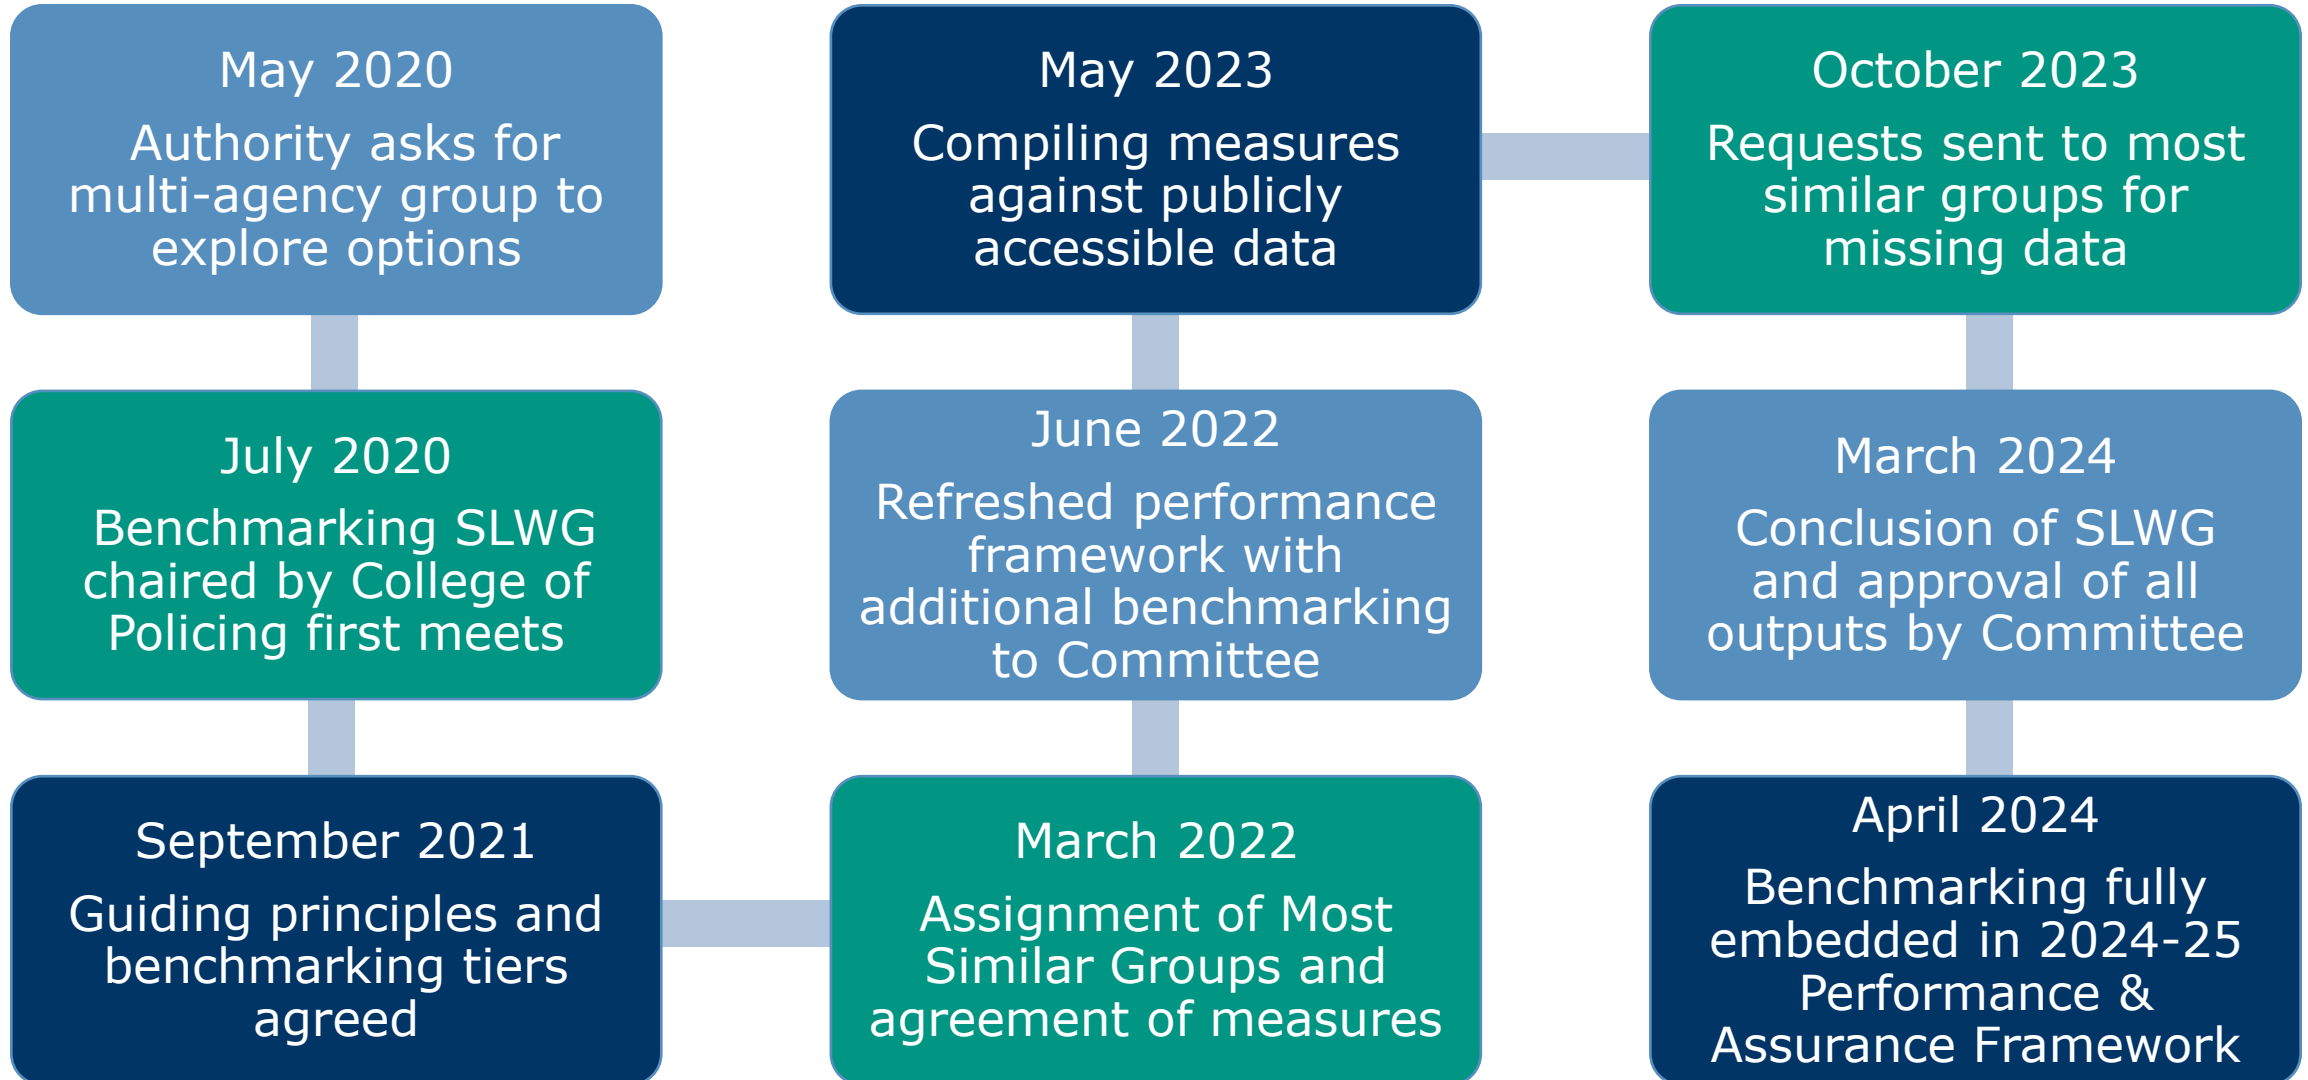 May 2020
Authority asks for
multi-agency group to
explore options
July 2020
Benchmarking SLWG
chaired by College of
Policing first meets
September 2021
Guiding principles and
benchmarking tiers
agreed
March 2022
Assignment of Most
Similar Groups and
agreement of measures
June 2022
Refreshed performance
framework with
additional benchmarking
to Committee
May 2023
Compiling measures
against publicly
accessible data
October 2023
Requests sent to most
similar groups for
missing data
March 2024
Conclusion of SLWG
and approval of all
outputs by Committee
April 2024
Benchmarking fully
embedded in 2024-25
Performance &
Assurance Framework